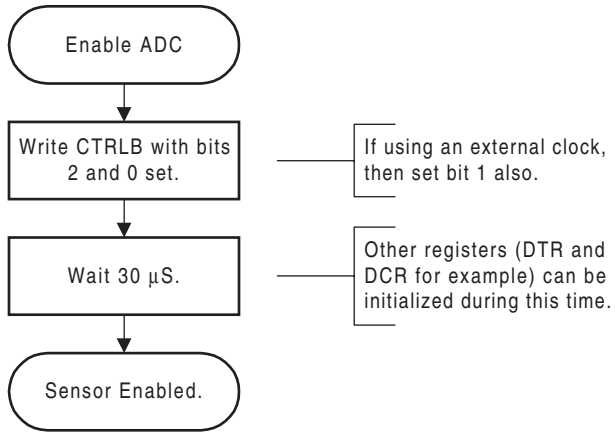 Enable ADC
Write CTRLB with bits
2 and 0 set.
If using an external clock,
then set bit 1 also.
Wait 30 µS.
Other registers (DTR and
DCR for example) can be
initialized during this time.
Sensor Enabled.